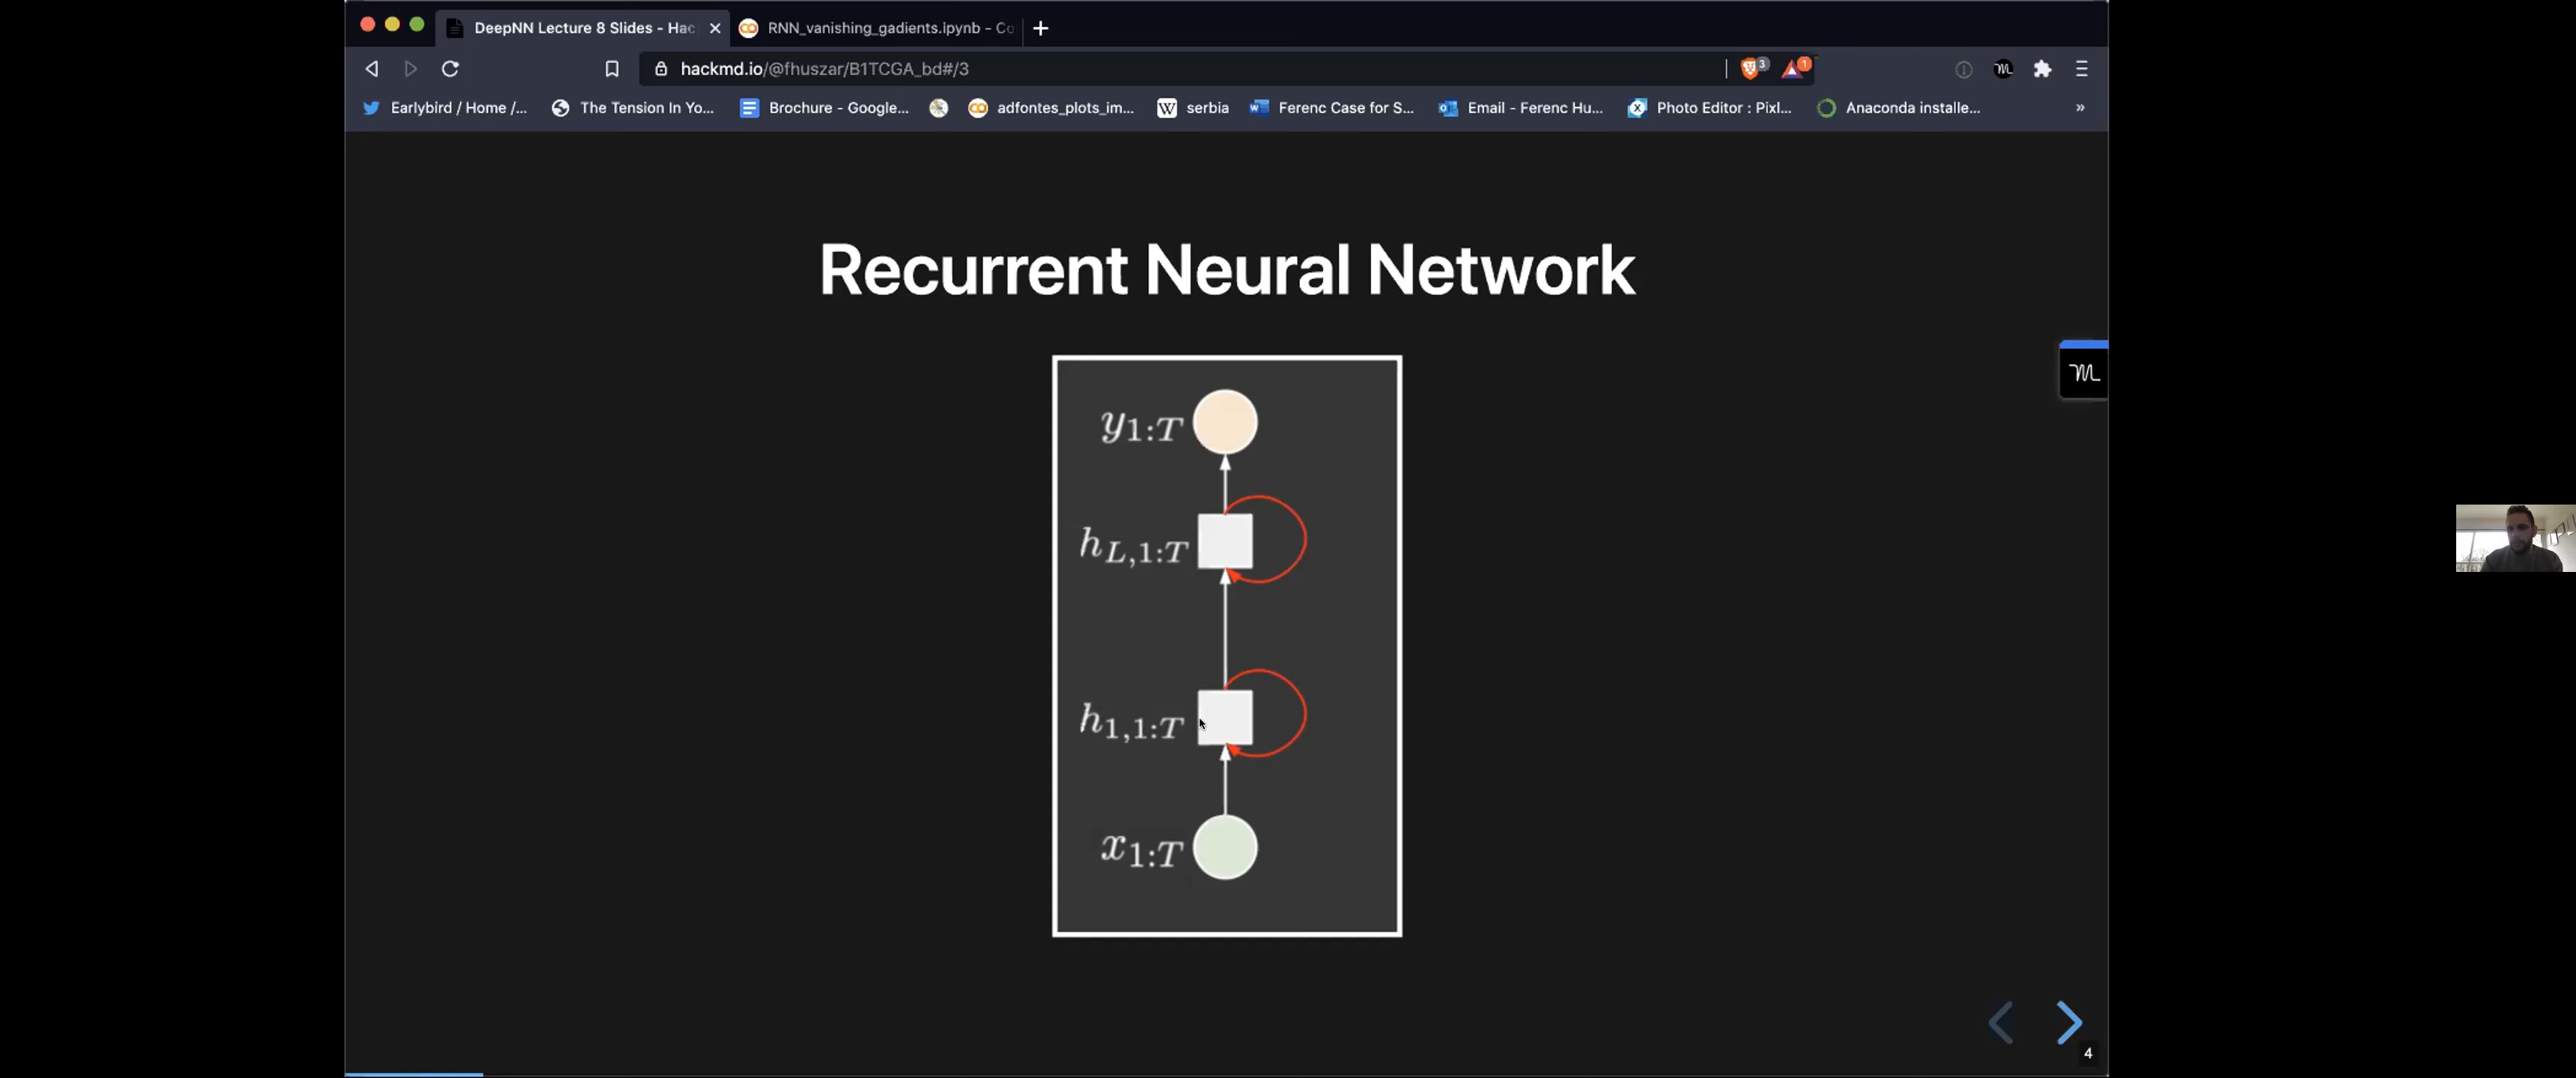 DeepNN Lecture 8 Slides - Hac
RNN_vanishing_gadients.ipynb - Co
hackmd.io/@fhuszar/B1TCGA_bd#/3
3
1
Earlybird / Home /...
The Tension In Yo...
Brochure - Google...
adfontes_plots_im...
W serbia
Ferenc Case for S...
Email - Ferenc Hu...
Photo Editor : Pixl...
Anaconda installe...
»
Recurrent Neural Network
y1:T
hL,1:T
h1,1:T
x1:T
4